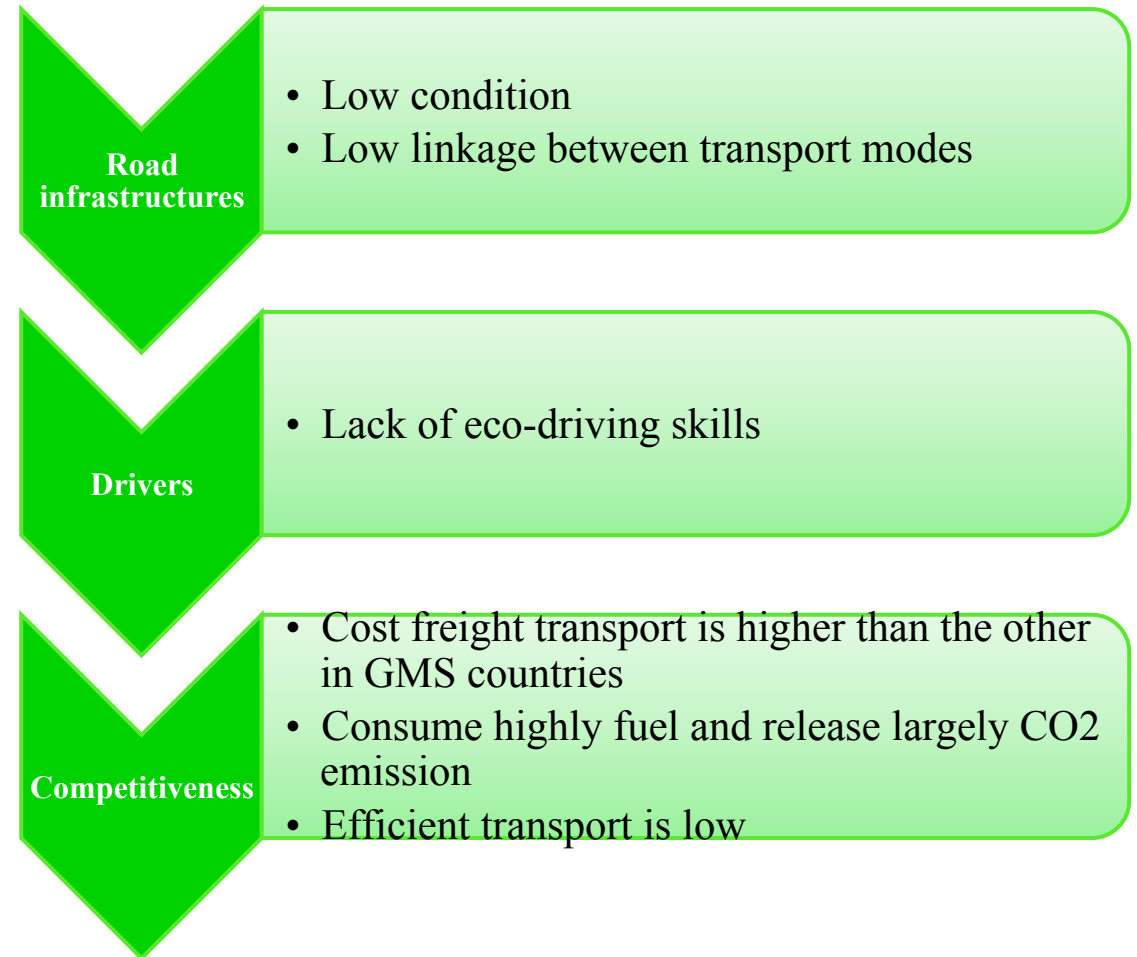 Road
infrastructures
• Low condition
• Low linkage between transport modes
Drivers
• Lack of eco-driving skills
Competitiveness
• Cost freight transport is higher than the other
in GMS countries
• Consume highly fuel and release largely CO2
emission
• Efficient transport is low